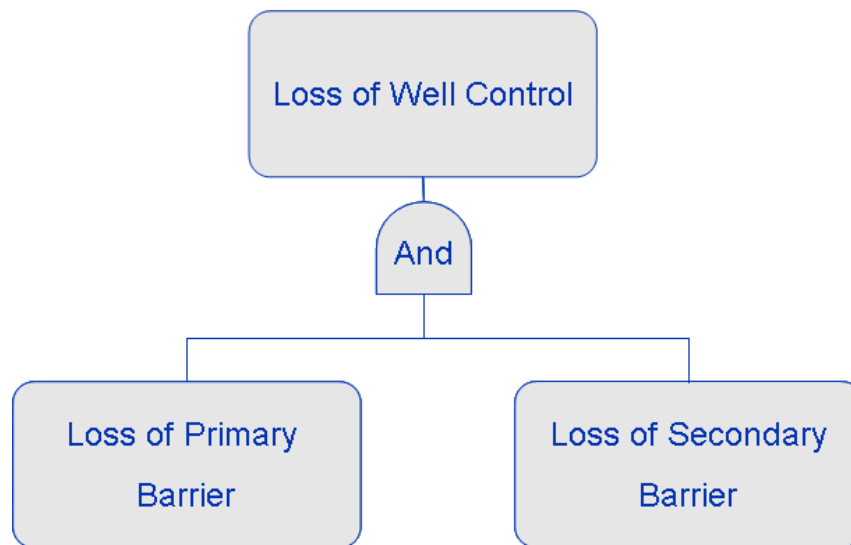 Loss of Well Control
And
Loss of Primary
Barrier
Loss of Secondary
Barrier